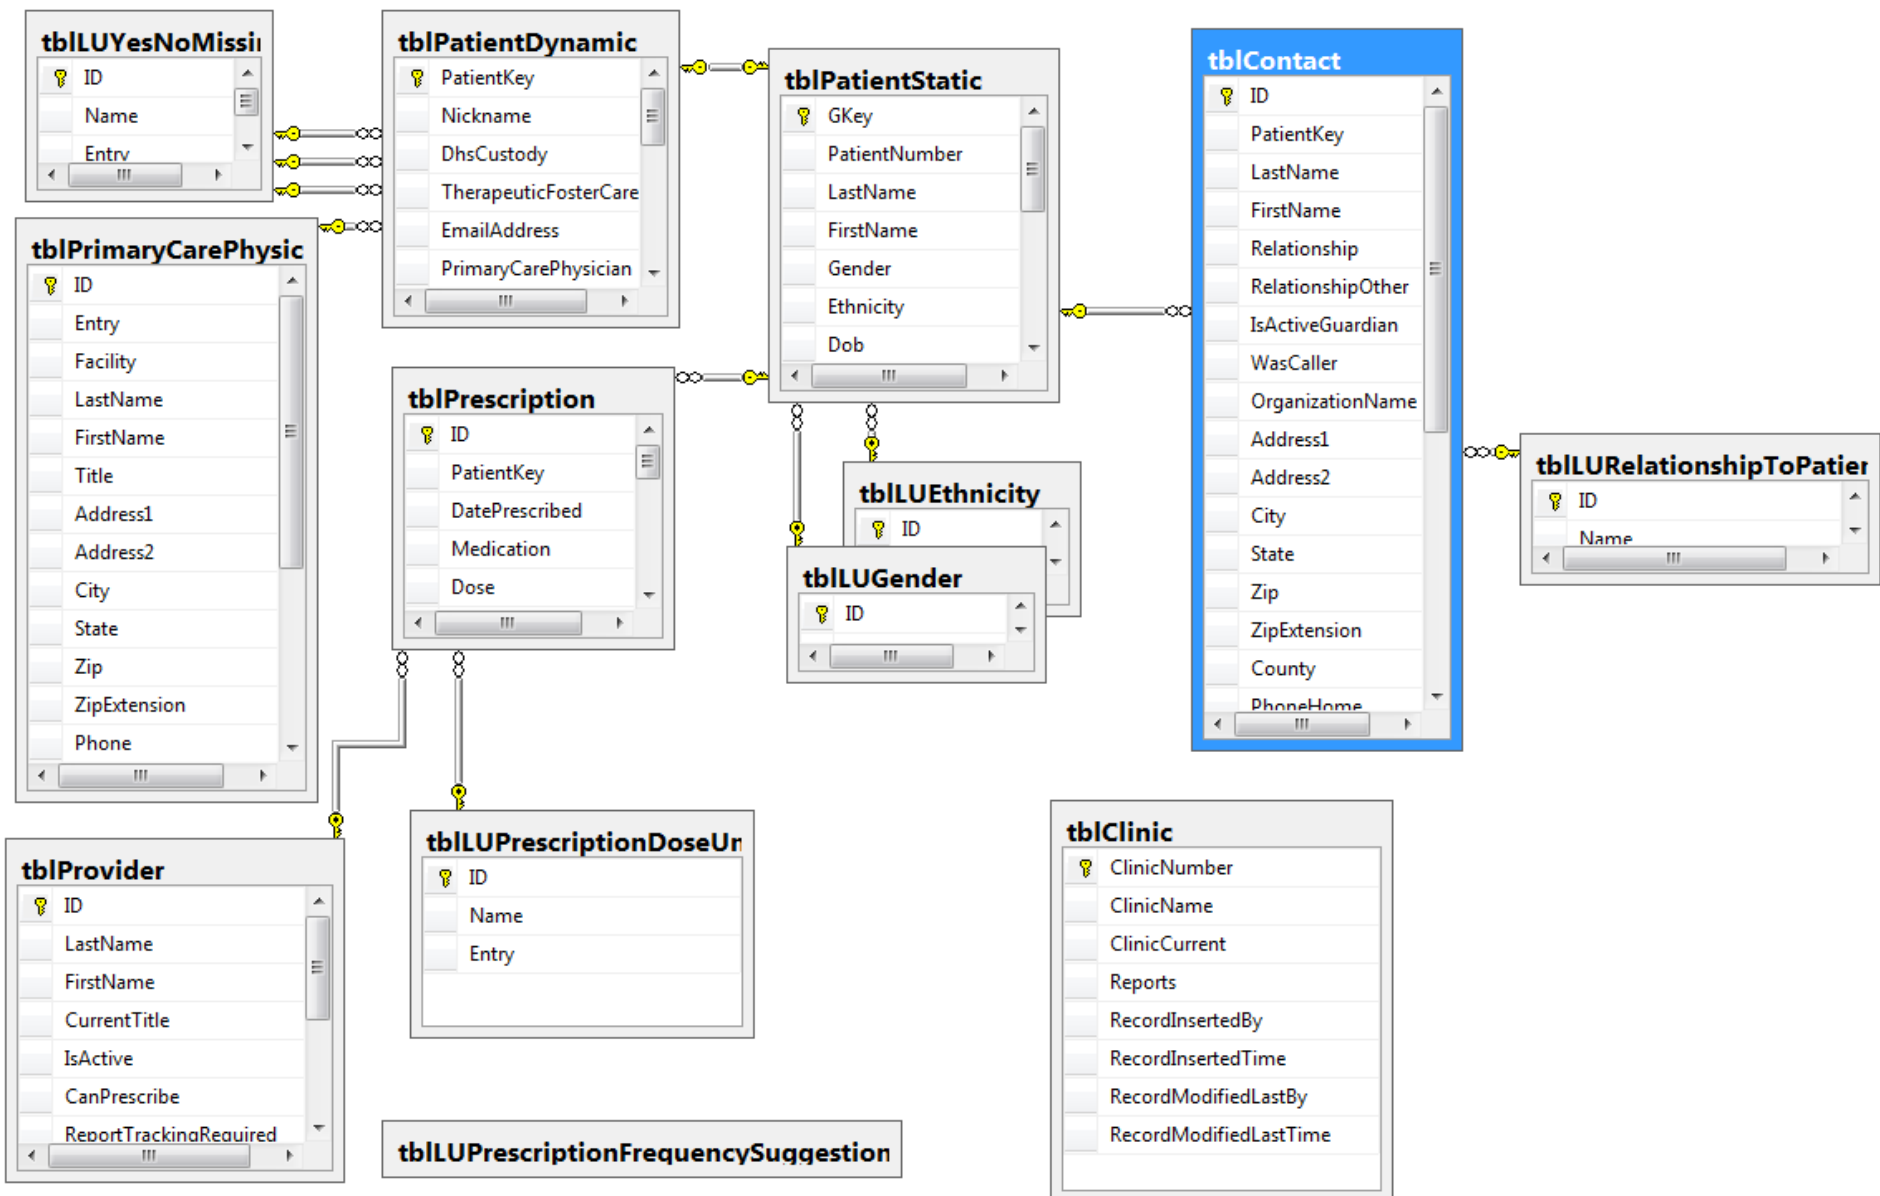 tblLUYesNoMissi
ID
Name
Entry
tblPatientDynamic
PatientKey
Nickname
DhsCustody
TherapeuticFosterCare
EmailAddress
PrimaryCarePhysician
tblPatientStatic
GKey
PatientNumber
LastName
FirstName
Gender
Ethnicity
Dob
tblContact
ID
PatientKey
LastName
FirstName
Relationship
RelationshipOther
IsActiveGuardian
WasCaller
OrganizationName
Address1
Address2
City
State
Zip
ZipExtension
County
PhoneHome
tblPrimaryCarePhysic
ID
Entry
Facility
LastName
FirstName
Title
Address1
Address2
City
State
Zip
ZipExtension
Phone
tblPrescription
ID
PatientKey
DatePrescribed
Medication
Dose
tblLUEthnicity
ID
tblLUGender
ID
tblLURelationshipToPatier
ID
Name
tblProvider
ID
LastName
FirstName
CurrentTitle
IsActive
CanPrescribe
ReportTrackingRequired
tblLUPrescriptionDoseUn
ID
Name
Entry
tblClinic
ClinicNumber
ClinicName
ClinicCurrent
Reports
RecordInsertedBy
RecordInsertedTime
RecordModifiedLastBy
RecordModifiedLastTime
tblLUPrescriptionFrequencySuggestion